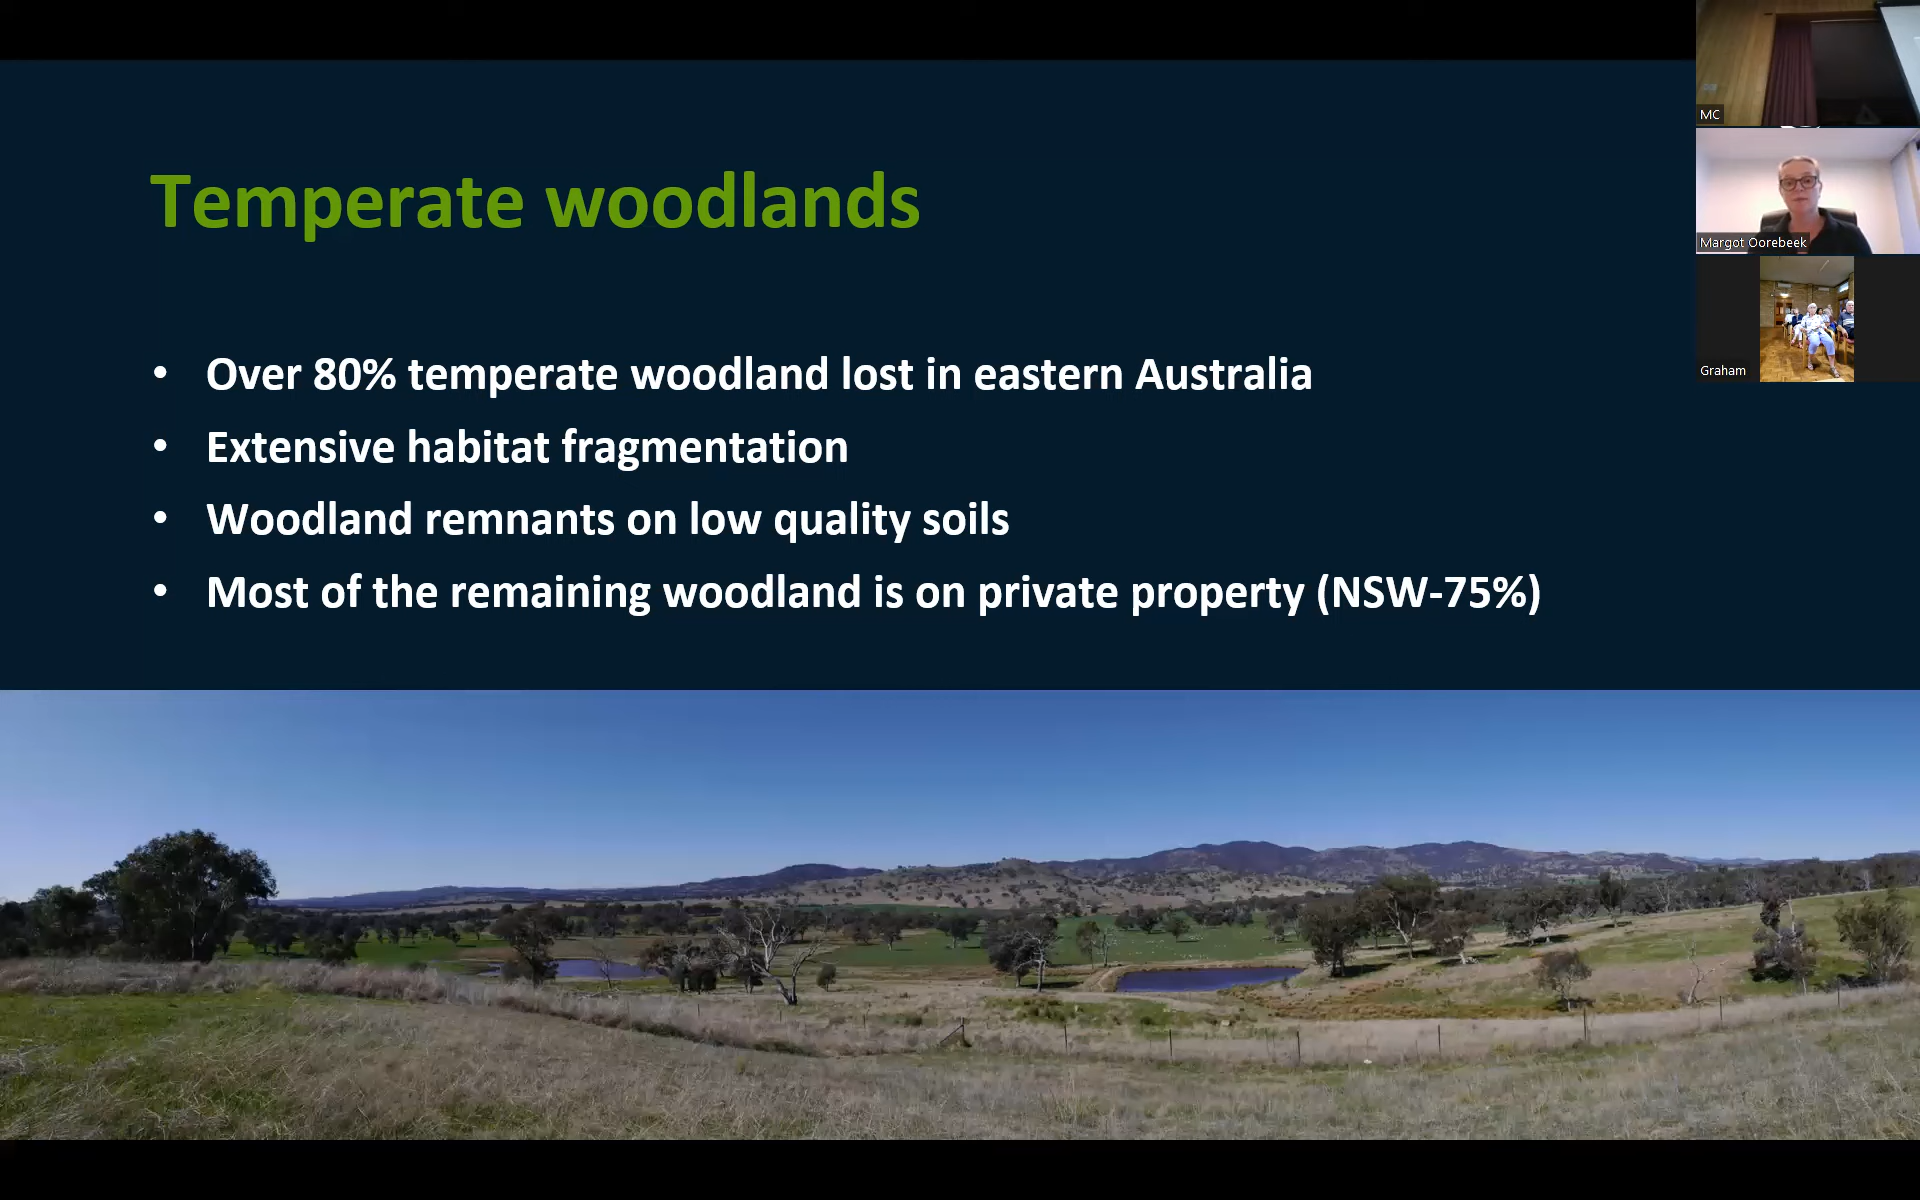 Temperate woodlands
• Over 80% temperate woodland lost in eastern Australia
• Extensive habitat fragmentation
• Woodland remnants on low quality soils
• Most of the remaining woodland is on private property (NSW-75%)
MC
Margot Oorebeek
Graham